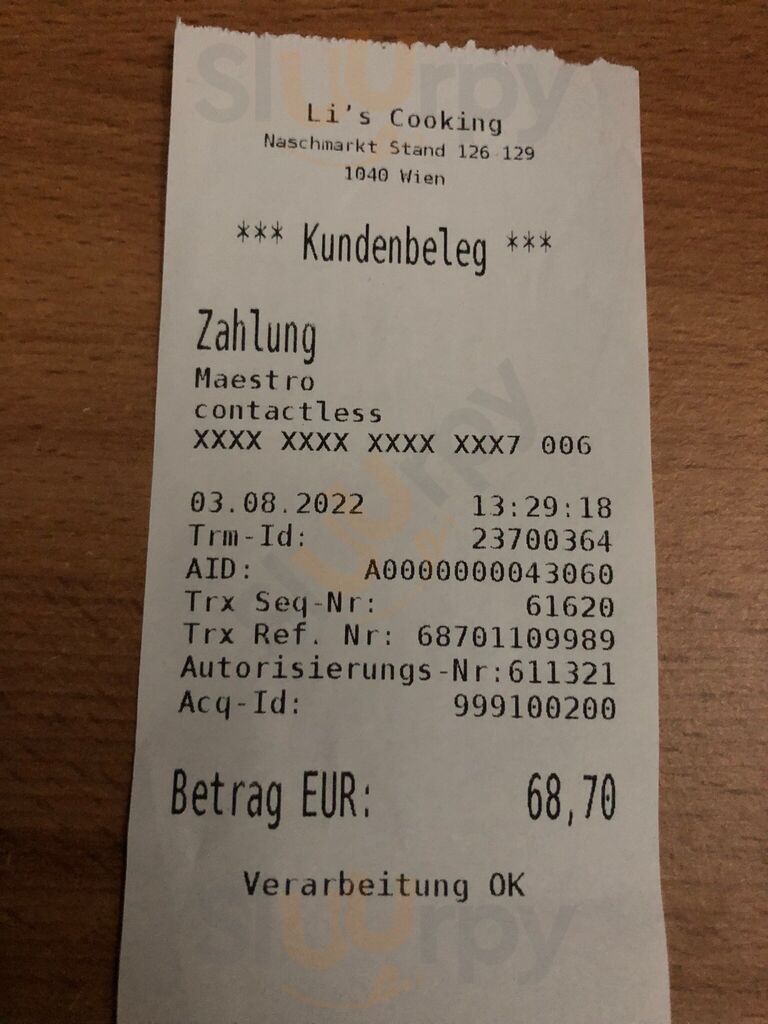 Sluurpy
Li's Cooking
Naschmarkt Stand 126 129
1040 Wien
*** Kundenbeleg ***
Zahlung
Maestro
contactless
XXXX XXXX XXXX XXX7 006
03.08.2022 13:29:18
Trm-Id: 23700364
AID: A0000000043060
Trx Seq-Nr: 61620
Trx Ref. Nr: 68701109989
Autorisierungs-Nr:611321
Acq-Id: 999100200
Betrag EUR: 68,70
Verarbeitung OK
Sluurpy